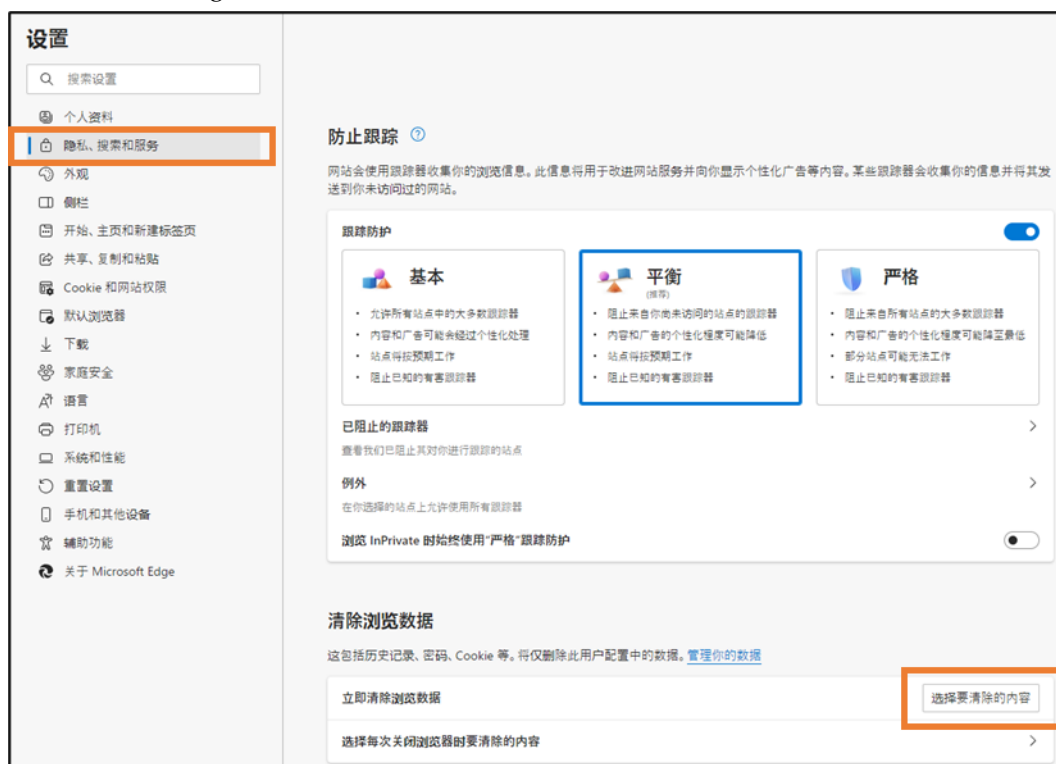 设置
搜索设置
个人资料
隐私、搜索和服务
外观
侧栏
开始、主页和新建标签页
共享、复制和粘贴
Cookie 和网站权限
默认浏览器
下载
家庭安全
语言
打印机
系统和性能
重置设置
手机和其他设备
辅助功能
关于 Microsoft Edge
防止跟踪
网站会使用跟踪器收集你的浏览信息。此信息将用于改进网站服务并向你显示个性化广告等内容。某些跟踪器会收集你的信息并将其发
送到你未访问过的网站。
跟踪防护
基本
• 允许所有站点中的大多数跟踪器
• 内容和广告可能会经过个性化处理
• 站点将按预期工作
• 阻止已知的有害跟踪器
平衡
(推荐)
• 阻止来自你尚未访问的站点的跟踪器
• 内容和广告的个性化程度可能降低
• 站点将按预期工作
• 阻止已知的有害跟踪器
严格
• 阻止来自所有站点的大多数跟踪器
• 内容和广告的个性化程度可能降至最低
• 部分站点可能无法工作
• 阻止已知的有害跟踪器
已阻止的跟踪器
查看我们已阻止其对你进行跟踪的站点
例外
在你选择的站点上允许使用所有跟踪器
浏览 InPrivate 时始终使用"严格"跟踪防护
清除浏览数据
这包括历史记录、密码、Cookie 等。将仅删除此用户配置中的数据。管理你的数据
立即清除浏览数据
选择要清除的内容
选择每次关闭浏览器时要清除的内容